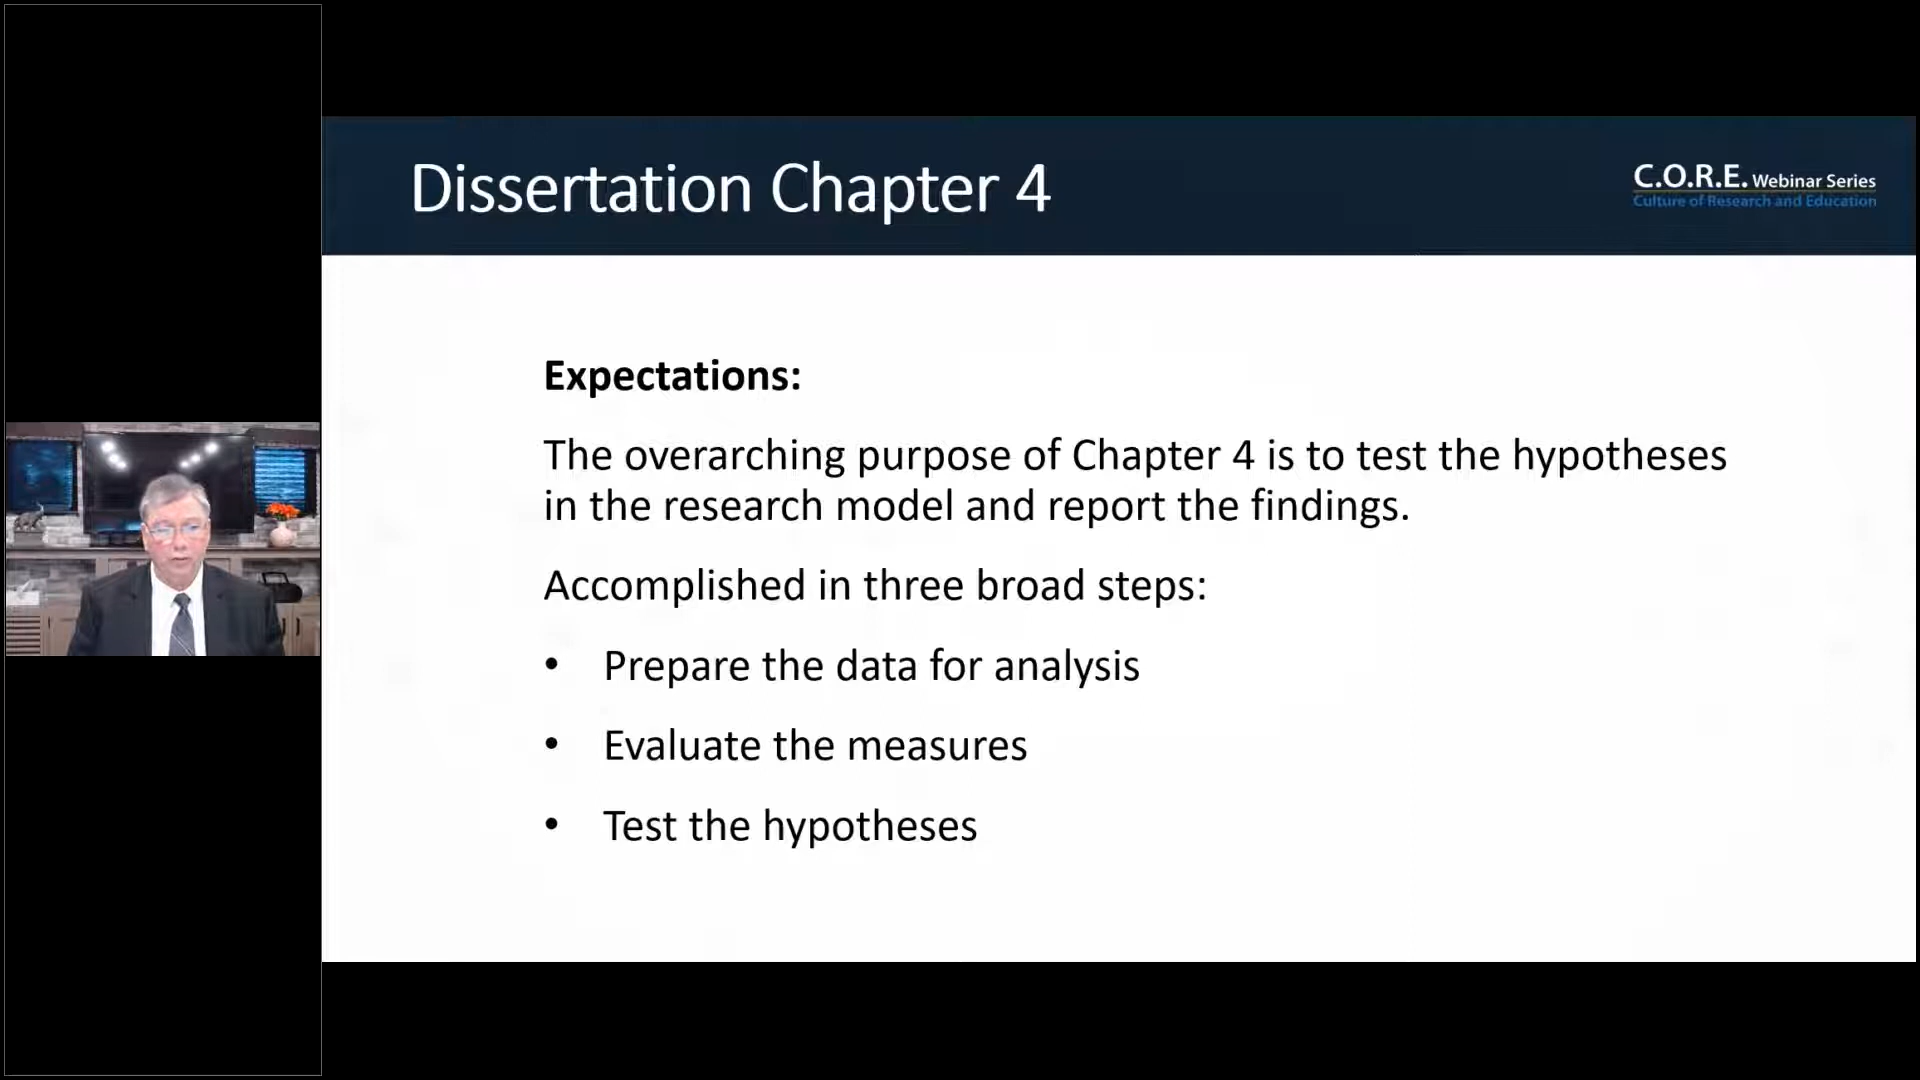 Dissertation Chapter 4
C.O.R.E. Webinar Series
Culture of Research and Education
Expectations:
The overarching purpose of Chapter 4 is to test the hypotheses
in the research model and report the findings.
Accomplished in three broad steps:
• Prepare the data for analysis
• Evaluate the measures
• Test the hypotheses